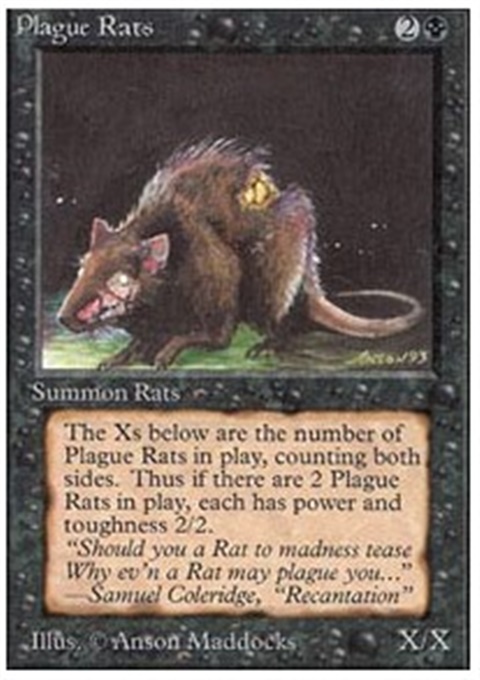 Plague Rats 2
ANSON93
Summon Rats
The Xs below are the number of
Plague Rats in play, counting both
sides. Thus if there are 2 Plague
Rats in play, each has power and
toughness 2/2.
"Should you a Rat to madness tease
Why ev'n a Rat may plague you..."
—Samuel Coleridge, "Recantation"
Illus. © Anson Maddocks X/X